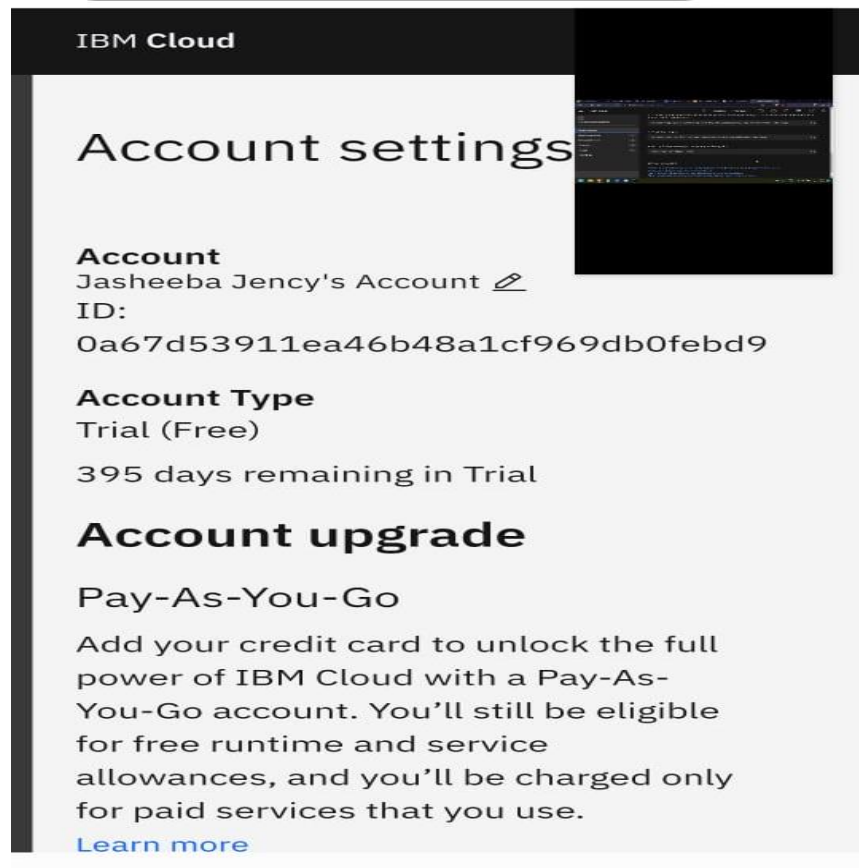 IBM Cloud
Account settings
Account
Jasheeba Jency's Account
ID:
0a67d53911ea46b48a1cf969db0febd9
Account Type
Trial (Free)
395 days remaining in Trial
Account upgrade
Pay-As-You-Go
Add your credit card to unlock the full
power of IBM Cloud with a Pay-As-
You-Go account. You’ll still be eligible
for free runtime and service
allowances, and you’ll be charged only
for paid services that you use.
Learn more